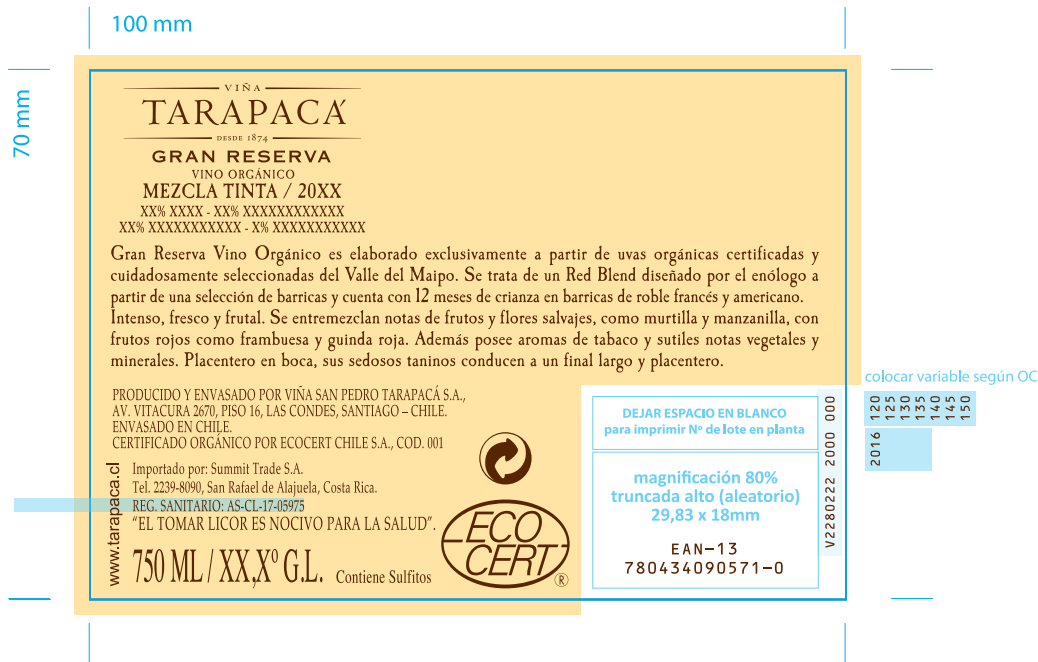 100 mm
70 mm
VIÑA
TARAPACÁ
DESDE 1874
GRAN RESERVA
VINO ORGÁNICO
MEZCLA TINTA / 20XX
XX% XXXX - XX% XXXXXXXXXXXX
XX% XXXXXXXXXXX - X% XXXXXXXXXXX
Gran Reserva Vino Orgánico es elaborado exclusivamente a partir de uvas orgánicas certificadas y
cuidadosamente seleccionadas del Valle del Maipo. Se trata de un Red Blend diseñado por el enólogo a
partir de una selección de barricas y cuenta con 12 meses de crianza en barricas de roble francés y americano.
Intenso, fresco y frutal. Se entremezclan notas de frutos y flores salvajes, como murtilla y manzanilla, con
frutos rojos como frambuesa y guinda roja. Además posee aromas de tabaco y sutiles notas vegetales y
minerales. Placentero en boca, sus sedosos taninos conducen a un final largo y placentero.
PRODUCIDO Y ENVASADO POR VIÑA SAN PEDRO TARAPACÁ S.A.,
AV. VITACURA 2670, PISO 16, LAS CONDES, SANTIAGO – CHILE.
ENVASADO EN CHILE.
CERTIFICADO ORGÁNICO POR ECOCERT CHILE S.A., COD. 001
www.tarapaca.cl
Importado por: Summit Trade S.A.
Tel. 2239-8090, San Rafael de Alajuela, Costa Rica.
REG. SANITARIO: AS-CL-17-05975
“EL TOMAR LICOR ES NOCIVO PARA LA SALUD”.
750 ML / XX,Xº G.L. Contiene Sulfitos
ECO
CERT
®
DEJAR ESPACIO EN BLANCO
para imprimir Nº de lote en planta
magnificación 80%
truncada alto (aleatorio)
29,83 x 18mm
EAN-13
780434090571-0
V2280222 2000 000
colocar variable según OC
120
125
130
135
140
145
150
2016